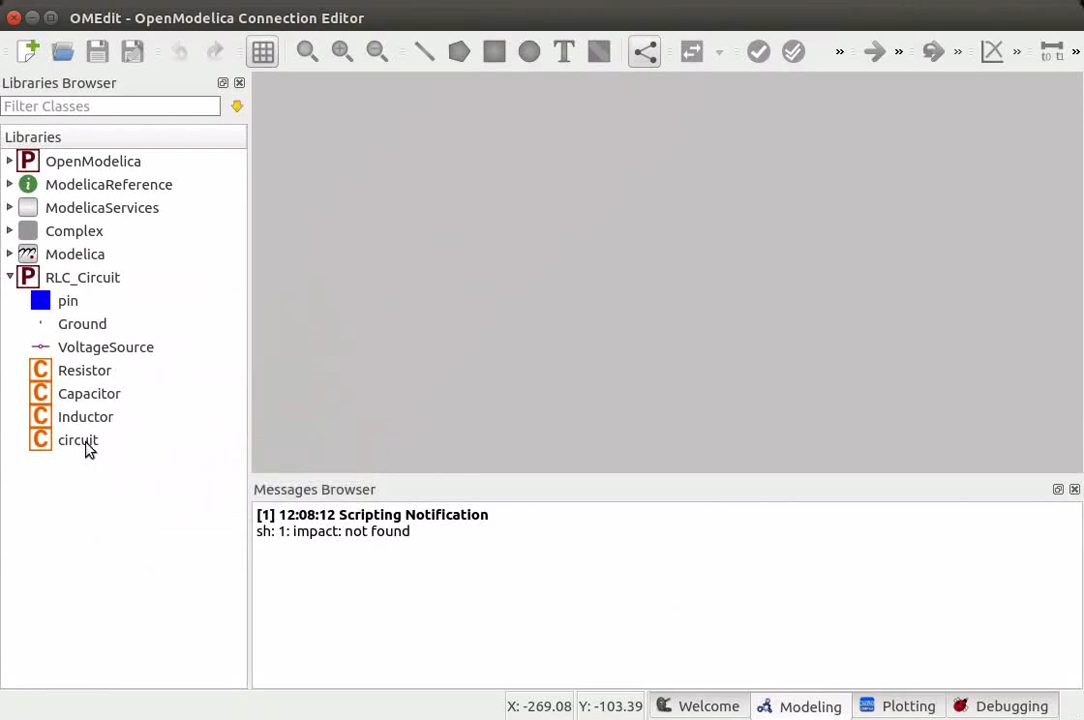 OMEdit - OpenModelica Connection Editor
T
t0 t1
»
»
»
»
»
Libraries Browser
Filter Classes
Libraries
P OpenModelica
i ModelicaReference
ModelicaServices
Complex
Modelica
P RLC_Circuit
pin
Ground
VoltageSource
C Resistor
C Capacitor
C Inductor
C circuit
Messages Browser
[1] 12:08:12 Scripting Notification
sh: 1: impact: not found
X: -269.08
Y: -103.39
Welcome
Modeling
Plotting
Debugging